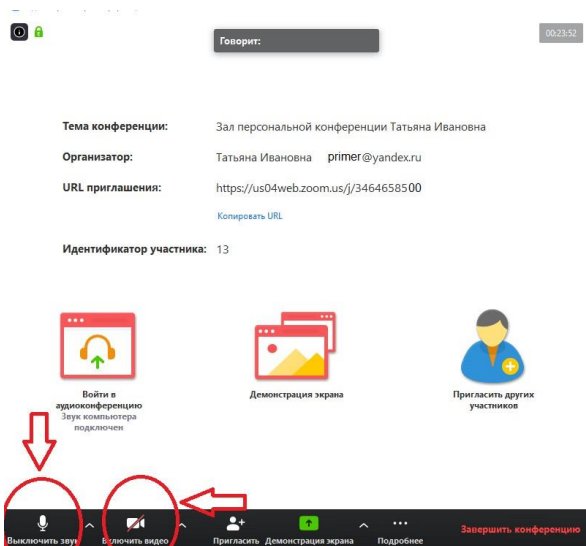 Говорит:
00:23:52
Тема конференции: Зал персональной конференции Татьяна Ивановна
Организатор: Татьяна Ивановна primer@yandex.ru
URL приглашения: https://us04web.zoom.us/j/3464658500
Копировать URL
Идентификатор участника: 13
Войти в
аудиоконференцию
Звук компьютера
подключен
Демонстрация экрана
Пригласить других
участников
Выключить звук Включить видео Пригласить Демонстрация экрана Подробнее Завершить конференцию